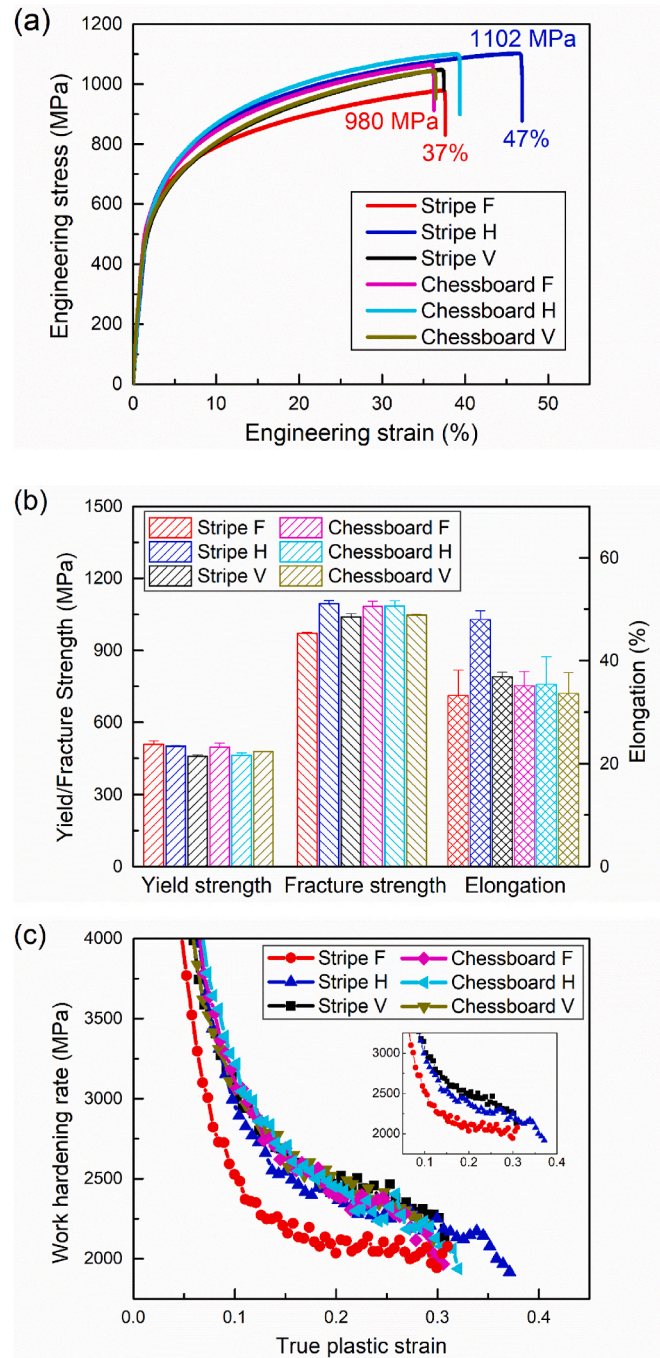 (a)
1200
1000
800
600
400
200
0
Engineering stress (MPa)
1102 MPa
980 MPa
37%
47%
Stripe F
Stripe H
Stripe V
Chessboard F
Chessboard H
Chessboard V
0 10 20 30 40 50
Engineering strain (%)
(b)
1500
1200
900
600
300
0
Yield/Fracture Strength (MPa)
Stripe F Chessboard F
Stripe H Chessboard H
Stripe V Chessboard V
60
40
20
0
Elongation (%)
Yield strength Fracture strength Elongation
(c)
4000
3500
3000
2500
2000
Work hardening rate (MPa)
Stripe F Chessboard F
Stripe H Chessboard H
Stripe V Chessboard V
3000
2500
2000
0.1 0.2 0.3 0.4
0.0 0.1 0.2 0.3 0.4
True plastic strain